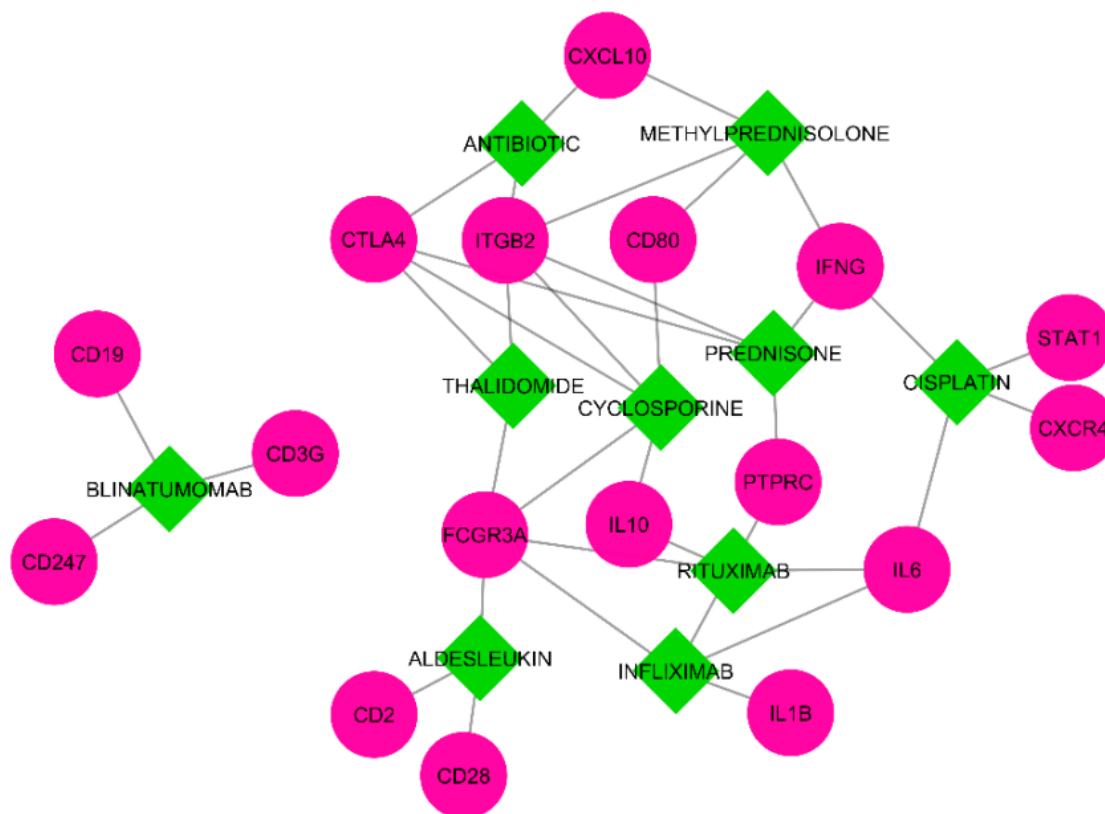 CXCL10
METHYLPREDNISOLONE
ANTIBIOTIC
CTLA4
ITGB2
CD80
IFNG
STAT1
CD19
PREDNISONE
THALIDOMIDE
CISPLATIN
CYCLOSPORINE
CXCR4
CD3G
BLINATUMOMAB
PTPRC
IL10
FCGR3A
CD247
RITUXIMAB
IL6
ALDESLEUKIN
INFLIXIMAB
CD2
IL1B
CD28